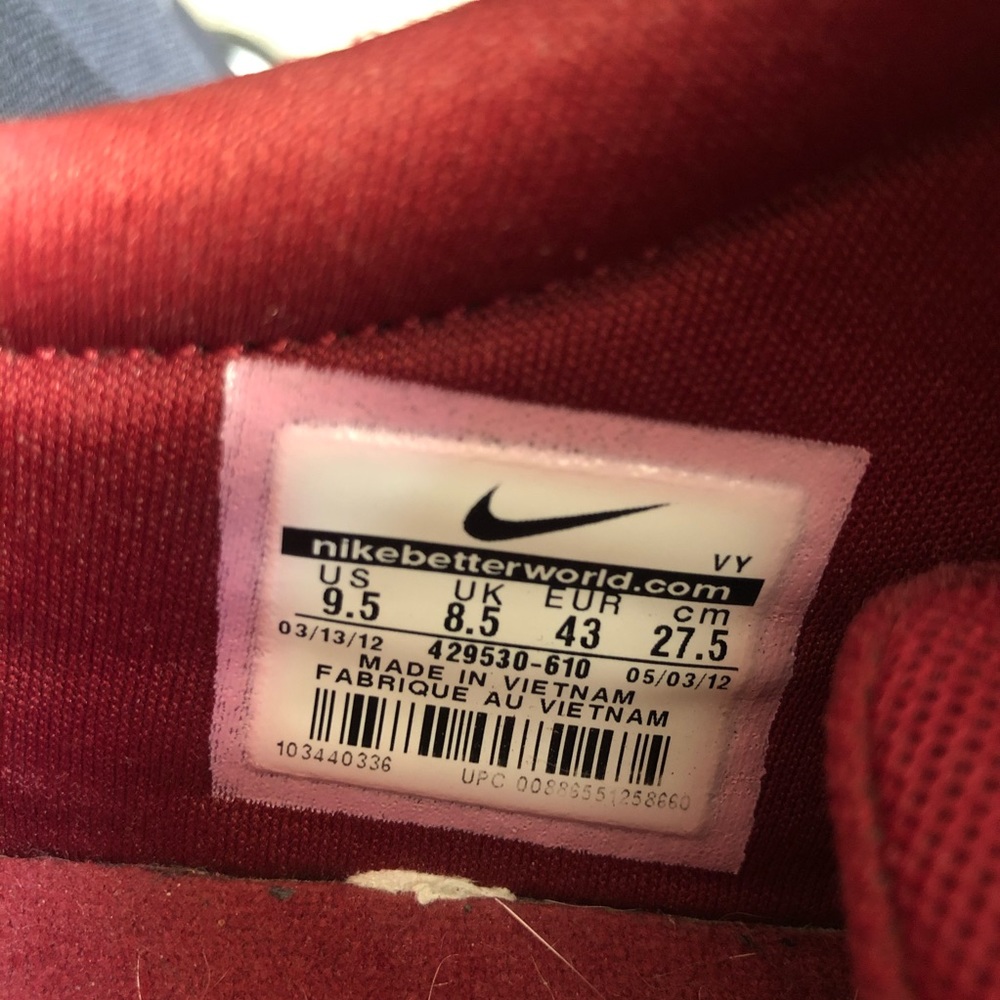 VY
nikebetterworld.com
US UK EUR cm
9.5 8.5 43 27.5
03/13/12 429530-610 05/03/12
MADE IN VIETNAM
FABRIQUE AU VIETNAM
103440336 UPC 00886551258660